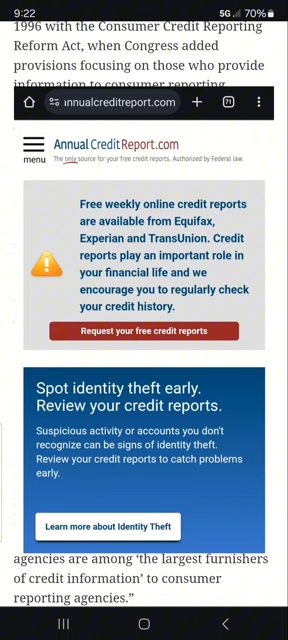 9:22
5G 70%
1996 with the Consumer Credit Reporting
Reform Act, when Congress added
provisions focusing on those who provide
information to consumer reporting
annualcreditreport.com
71
AnnualCreditReport.com
menu
The only source for your free credit reports. Authorized by Federal law.
Free weekly online credit reports
are available from Equifax,
Experian and TransUnion. Credit
reports play an important role in
your financial life and we
encourage you to regularly check
your credit history.
Request your free credit reports
Spot identity theft early.
Review your credit reports.
Suspicious activity or accounts you don't
recognize can be signs of identity theft.
Review your credit reports to catch problems
early.
Learn more about Identity Theft
agencies are among ‘the largest furnishers
of credit information’ to consumer
reporting agencies.”